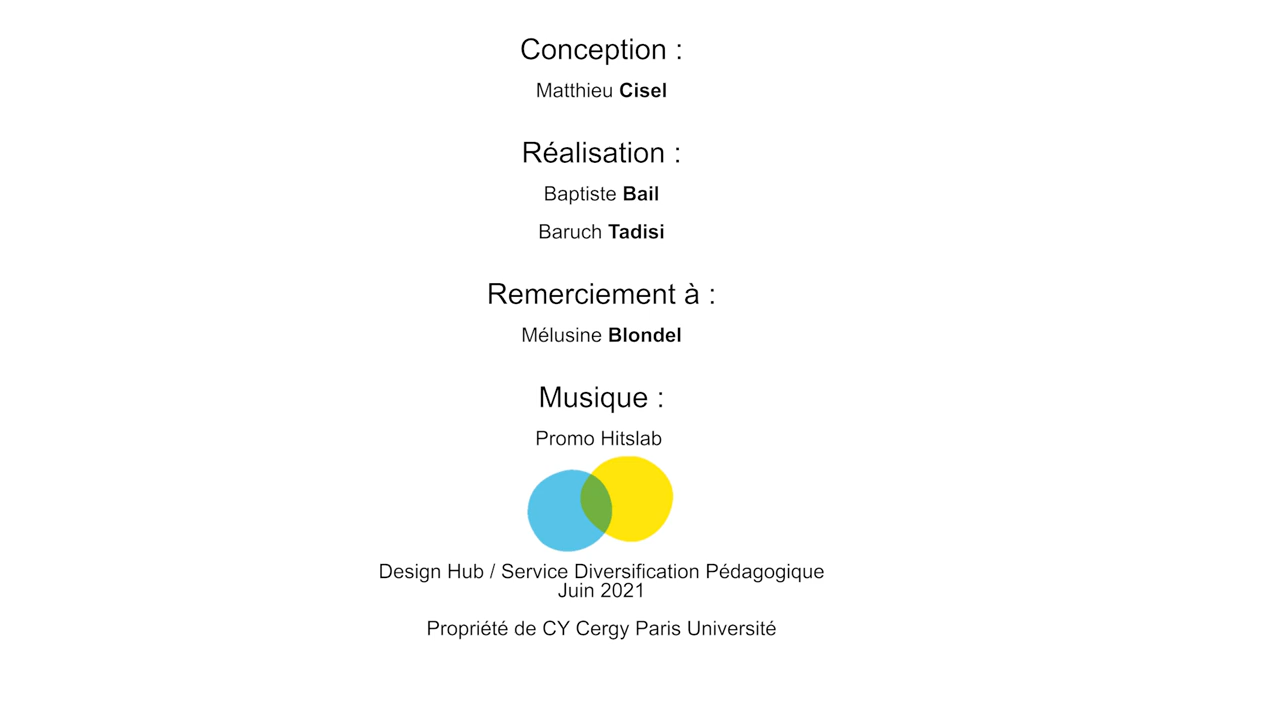 Conception :
Matthieu Cisel
Réalisation :
Baptiste Bail
Baruch Tadisi
Remerciement à :
Mélusine Blondel
Musique :
Promo Hitslab
Design Hub / Service Diversification Pédagogique
Juin 2021
Propriété de CY Cergy Paris Université